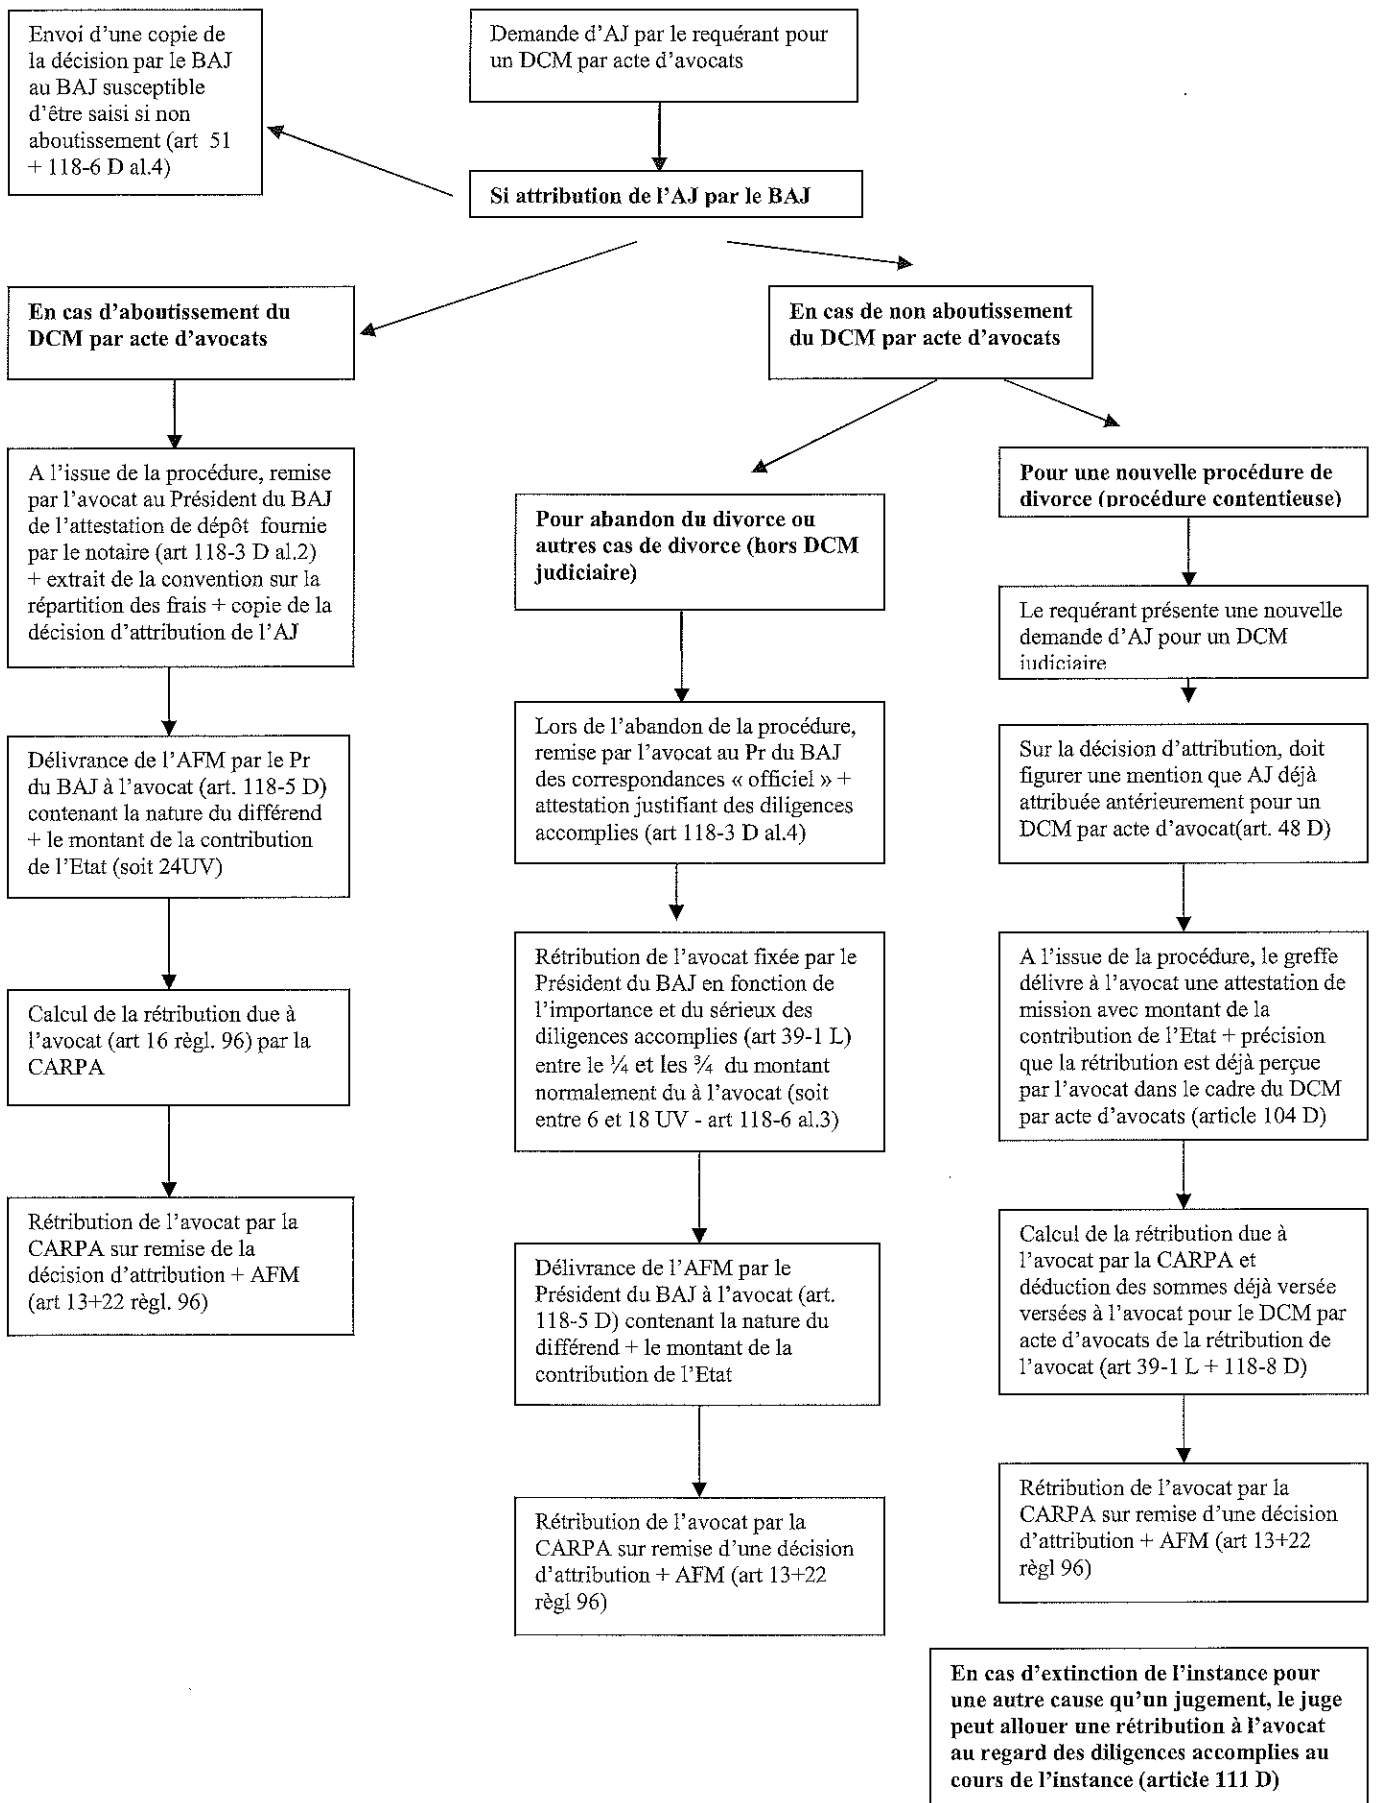 Envoi d'une copie de
la décision par le BAJ
au BAJ susceptible
d'être saisi si non
aboutissement (art 51
+ 118-6 D al.4)
Demande d'AJ par le requérant pour
un DCM par acte d'avocats
Si attribution de l'AJ par le BAJ
En cas d'aboutissement du
DCM par acte d'avocats
En cas de non aboutissement
du DCM par acte d'avocats
A l'issue de la procédure, remise
par l'avocat au Président du BAJ
de l'attestation de dépôt fournie
par le notaire (art 118-3 D al.2)
+ extrait de la convention sur la
répartition des frais + copie de la
décision d'attribution de l'AJ
Délivrance de l'AFM par le Pr
du BAJ à l'avocat (art. 118-5 D)
contenant la nature du différend
+ le montant de la contribution
de l'Etat (soit 24UV)
Calcul de la rétribution due à
l'avocat (art 16 règl. 96) par la
CARPA
Rétribution de l'avocat par la
CARPA sur remise de la
décision d'attribution + AFM
(art 13+22 règl. 96)
Pour abandon du divorce ou
autres cas de divorce (hors DCM
judiciaire)
Lors de l'abandon de la procédure,
remise par l'avocat au Pr du BAJ
des correspondances « officiel » +
attestation justifiant des diligences
accomplies (art 118-3 D al.4)
Rétribution de l'avocat fixée par le
Président du BAJ en fonction de
l'importance et du sérieux des
diligences accomplies (art 39-1 L)
entre le ¼ et les ¾ du montant
normalement du à l'avocat (soit
entre 6 et 18 UV - art 118-6 al.3)
Délivrance de l'AFM par le
Président du BAJ à l'avocat (art.
118-5 D) contenant la nature du
différend + le montant de la
contribution de l'Etat
Rétribution de l'avocat par la
CARPA sur remise d'une décision
d'attribution + AFM (art 13+22
règl 96)
Pour une nouvelle procédure de
divorce (procédure contentieuse)
Le requérant présente une nouvelle
demande d'AJ pour un DCM
judiciaire
Sur la décision d'attribution, doit
figurer une mention que AJ déjà
attribuée antérieurement pour un
DCM par acte d'avocat(art. 48 D)
A l'issue de la procédure, le greffe
délivre à l'avocat une attestation de
mission avec montant de la
contribution de l'Etat + précision
que la rétribution est déjà perçue
par l'avocat dans le cadre du DCM
par acte d'avocats (article 104 D)
Calcul de la rétribution due à
l'avocat par la CARPA et
déduction des sommes déjà versée
versées à l'avocat pour le DCM par
acte d'avocats de la rétribution de
l'avocat (art 39-1 L + 118-8 D)
Rétribution de l'avocat par la
CARPA sur remise d'une décision
d'attribution + AFM (art 13+22
règl 96)
En cas d'extinction de l'instance pour
une autre cause qu'un jugement, le juge
peut allouer une rétribution à l'avocat
au regard des diligences accomplies au
cours de l'instance (article 111 D)